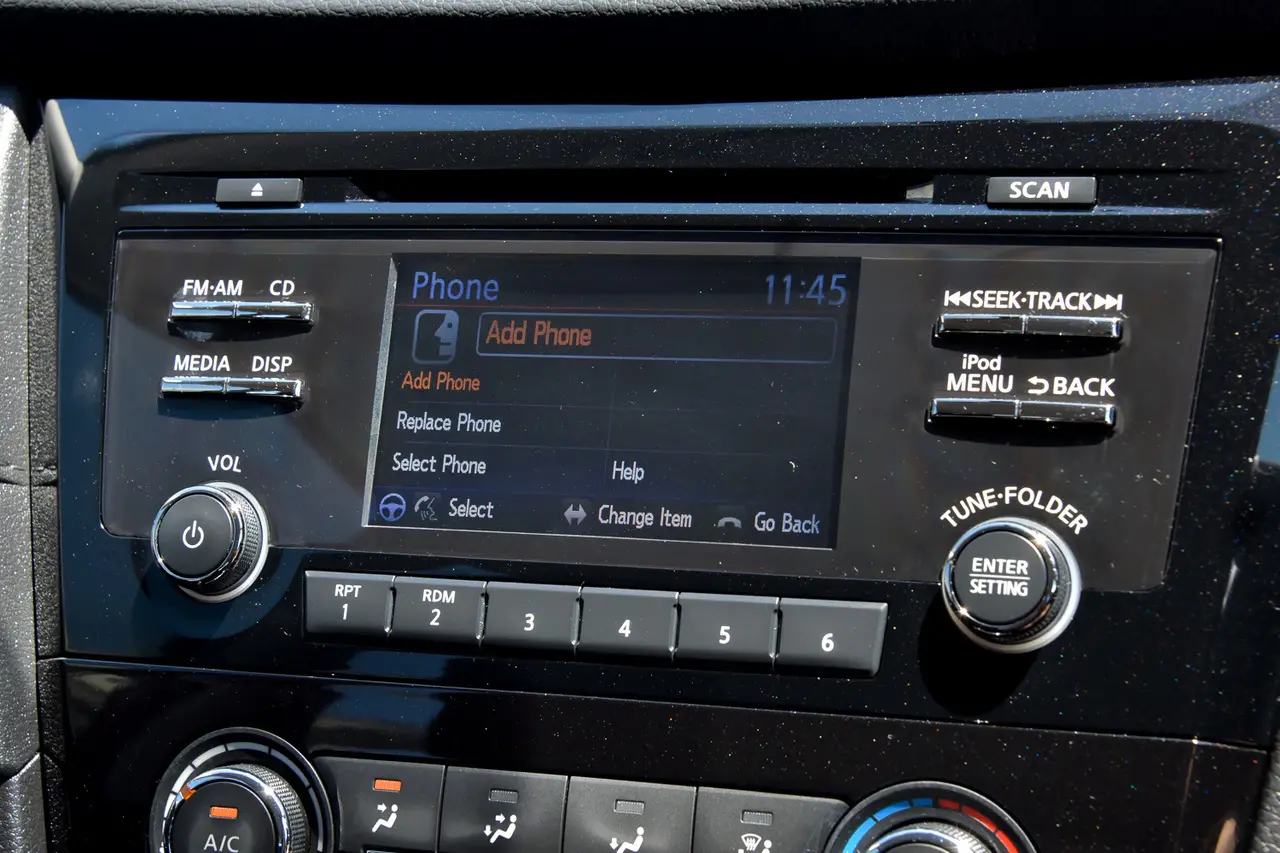 SCAN
FM·AM CD
MEDIA DISP
VOL
Phone 11:45
Add Phone
Add Phone
Replace Phone
Select Phone Help
Select Change Item Go Back
SEEK·TRACK
iPod
MENU BACK
TUNE·FOLDER
ENTER
SETTING
RPT
1
RDM
2
3
4
5
6
A/C